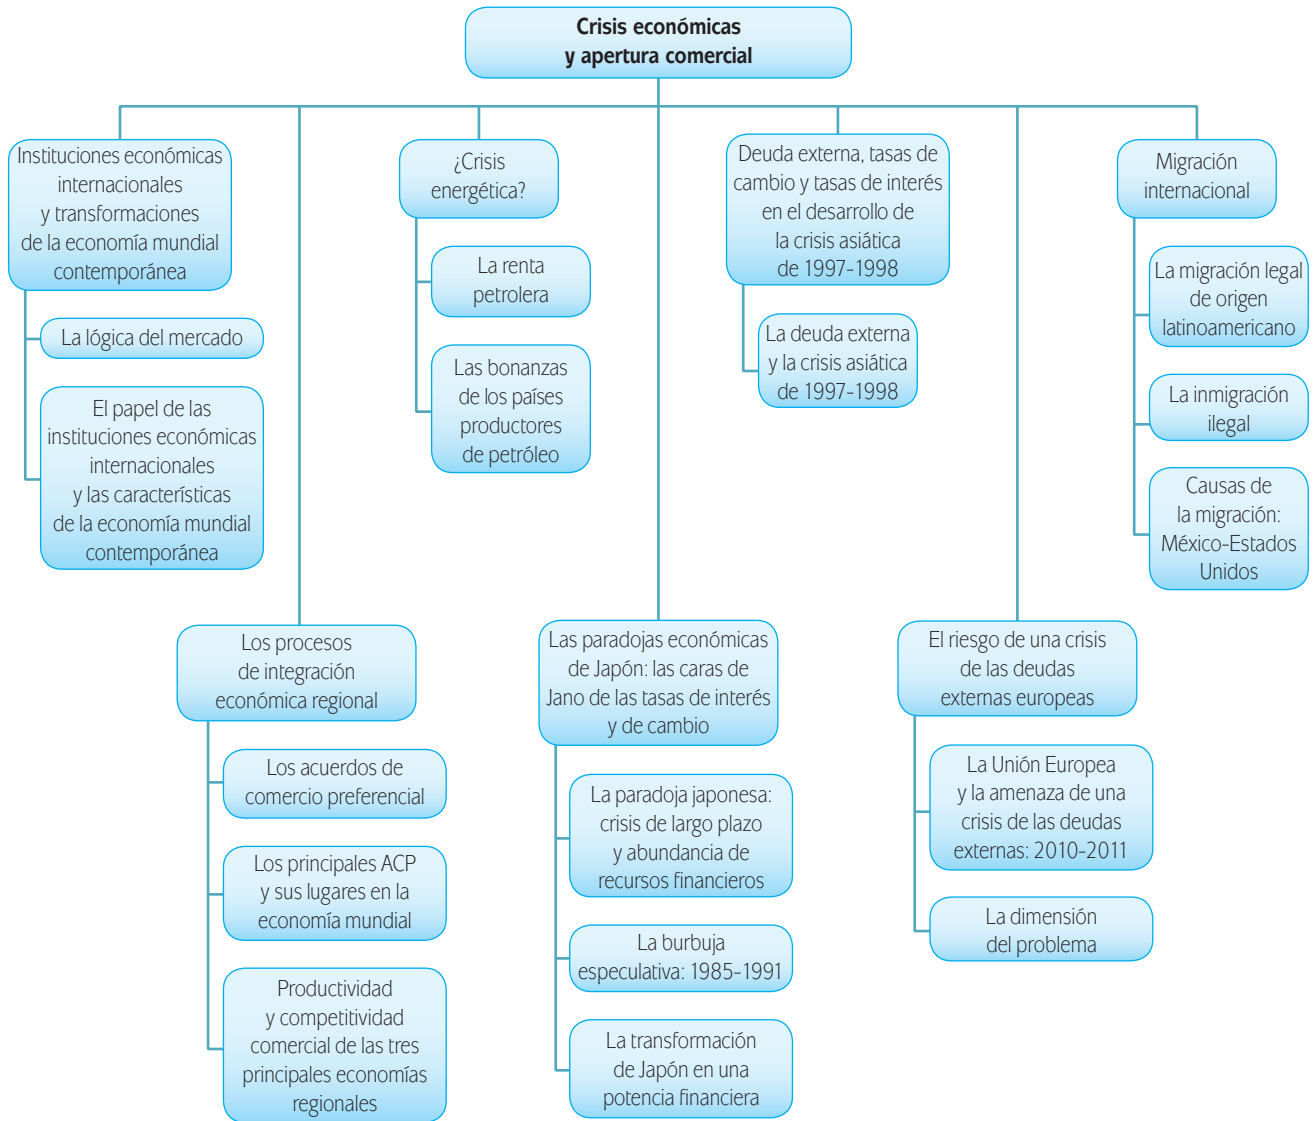 Crisis económicas
y apertura comercial
Instituciones económicas
internacionales
y transformaciones
de la economía mundial
contemporánea
La lógica del mercado
El papel de las
instituciones económicas
internacionales
y las características
de la economía mundial
contemporánea
Los procesos
de integración
económica regional
Los acuerdos de
comercio preferencial
Los principales ACP
y sus lugares en la
economía mundial
Productividad
y competitividad
comercial de las tres
principales economías
regionales
¿Crisis
energética?
La renta
petrolera
Las bonanzas
de los países
productores
de petróleo
Las paradojas económicas
de Japón: las caras de
Jano de las tasas de interés
y de cambio
La paradoja japonesa:
crisis de largo plazo
y abundancia de
recursos financieros
La burbuja
especulativa: 1985-1991
La transformación
de Japón en una
potencia financiera
Deuda externa, tasas de
cambio y tasas de interés
en el desarrollo de
la crisis asiática
de 1997-1998
La deuda externa
y la crisis asiática
de 1997-1998
El riesgo de una crisis
de las deudas
externas europeas
La Unión Europea
y la amenaza de una
crisis de las deudas
externas: 2010-2011
La dimensión
del problema
Migración
internacional
La migración legal
de origen
latinoamericano
La inmigración
ilegal
Causas de
la migración:
México-Estados
Unidos